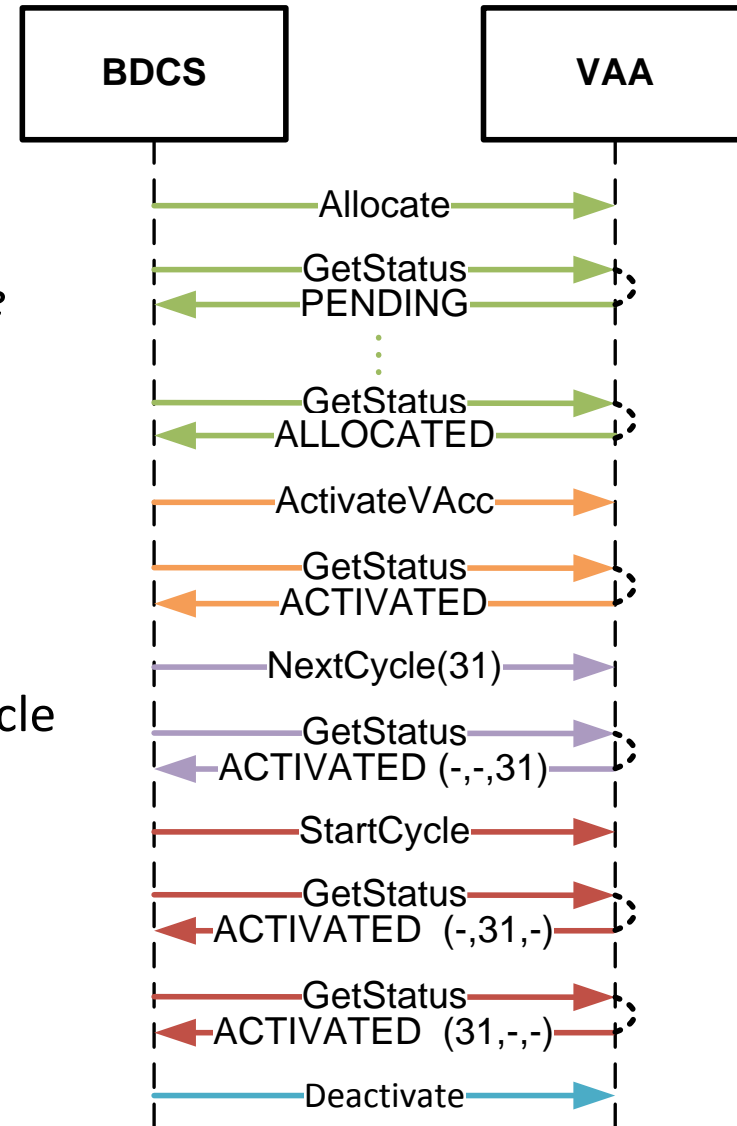 BDCS VAA
Allocate
GetStatus
?
PENDING
GetStatus
ALLOCATED
ActivateVAcc
GetStatus
ACTIVATED
NextCycle(31)
cle
GetStatus
ACTIVATED (-,-,31)
StartCycle
GetStatus
ACTIVATED (-,31,-)
GetStatus
ACTIVATED (31,-,-)
Deactivate